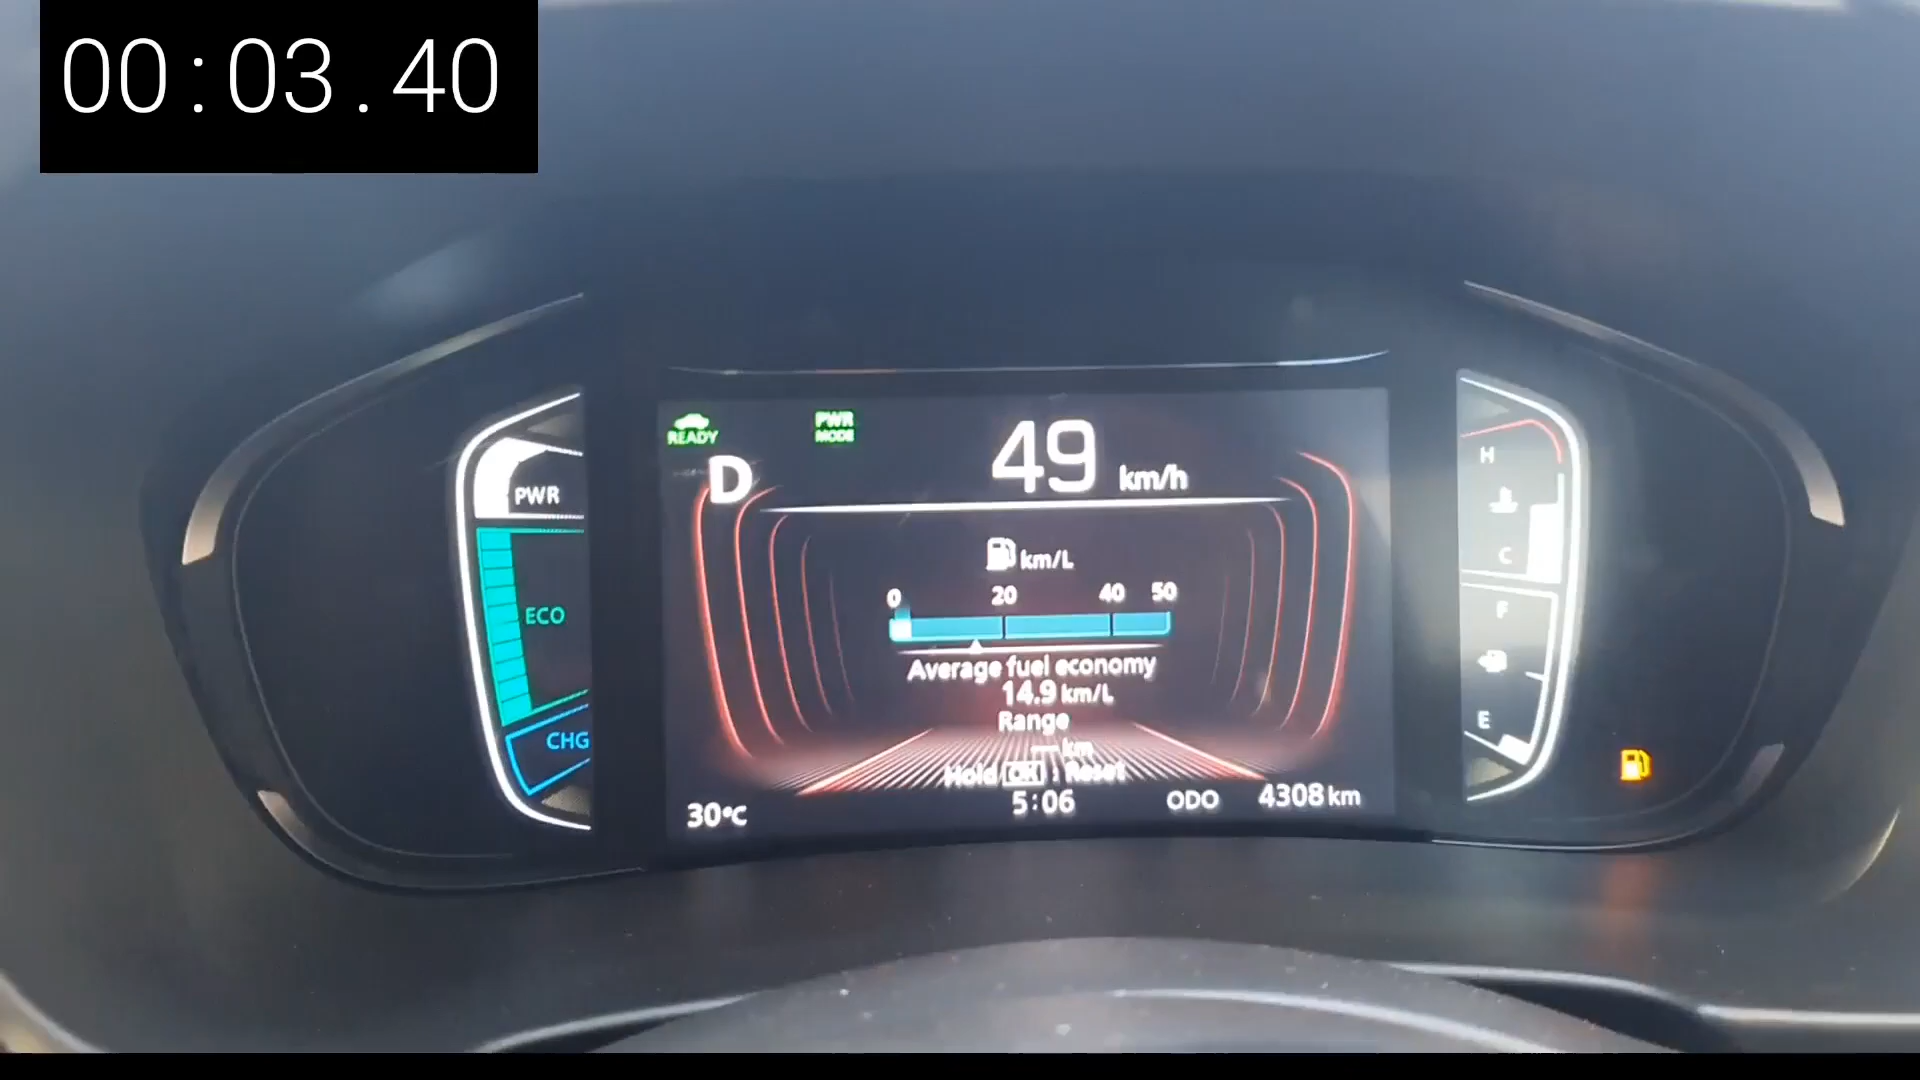 00:03.40
READY
PWR
MODE
D
49 km/h
PWR
ECO
CHG
km/L
0 20 40 50
Average fuel economy
14.9 km/L
Range
--- km
Hold OK : Reset
30°C
5:06
ODO 4308 km
H
C
F
E